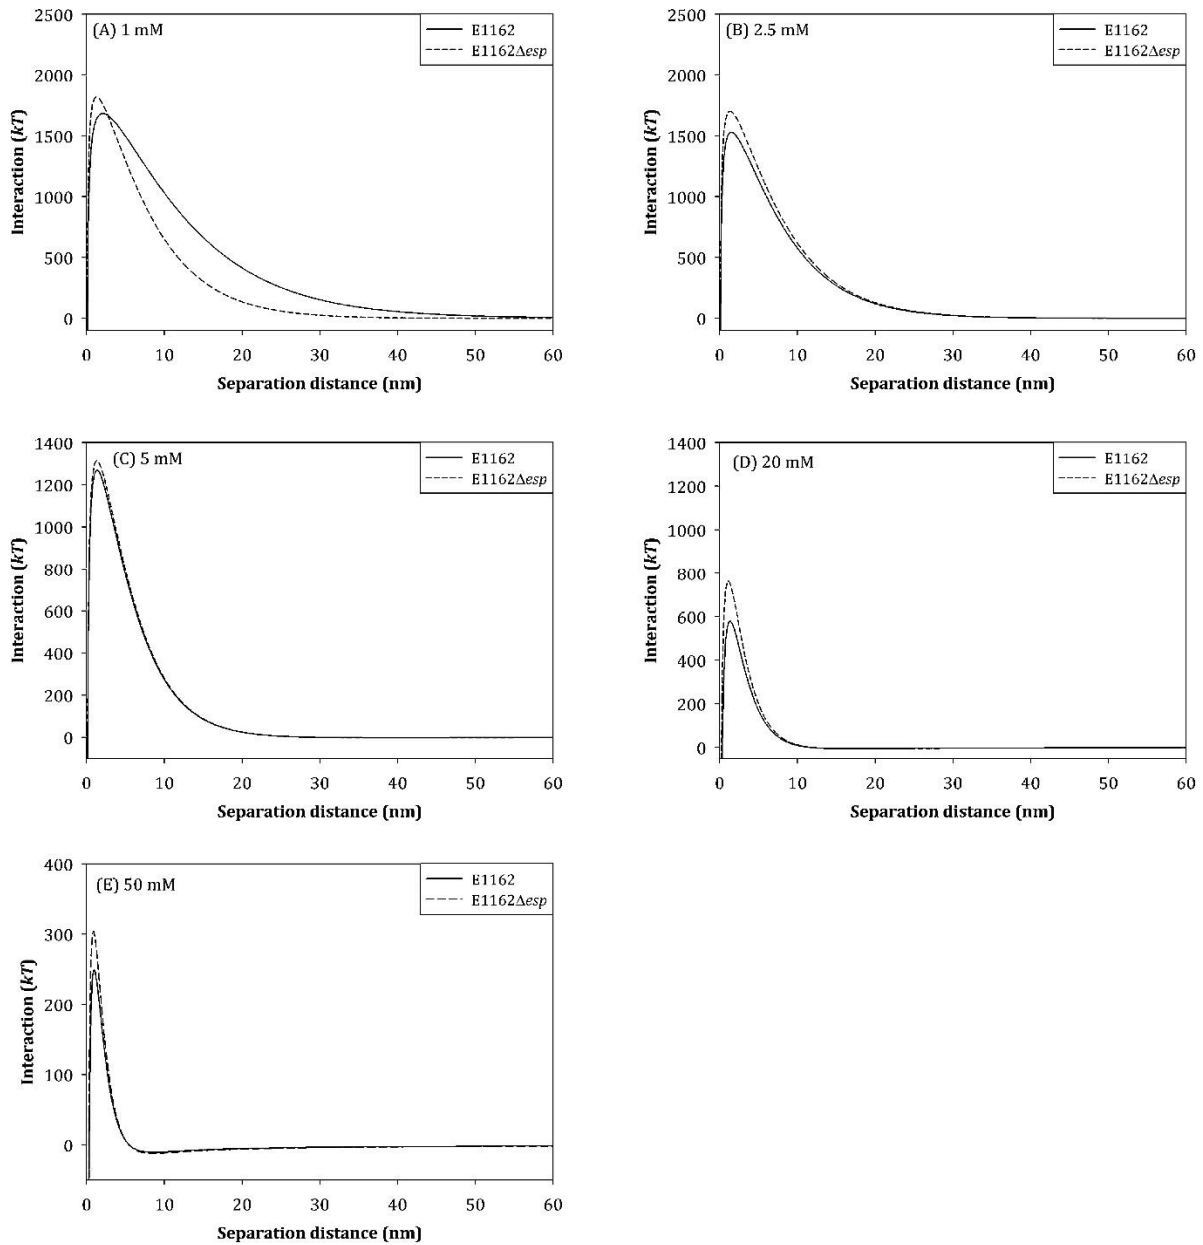 (A) 1 mM
E1162
E1162Δesp
2500
2000
1500
1000
500
0
Interaction (kT)
0 10 20 30 40 50 60
Separation distance (nm)
(B) 2.5 mM
E1162
E1162Δesp
2500
2000
1500
1000
500
0
Interaction (kT)
0 10 20 30 40 50 60
Separation distance (nm)
(C) 5 mM
E1162
E1162Δesp
1400
1200
1000
800
600
400
200
0
Interaction (kT)
0 10 20 30 40 50 60
Separation distance (nm)
(D) 20 mM
E1162
E1162Δesp
1400
1200
1000
800
600
400
200
0
Interaction (kT)
0 10 20 30 40 50 60
Separation distance (nm)
(E) 50 mM
E1162
E1162Δesp
400
300
200
100
0
Interaction (kT)
0 10 20 30 40 50 60
Separation distance (nm)